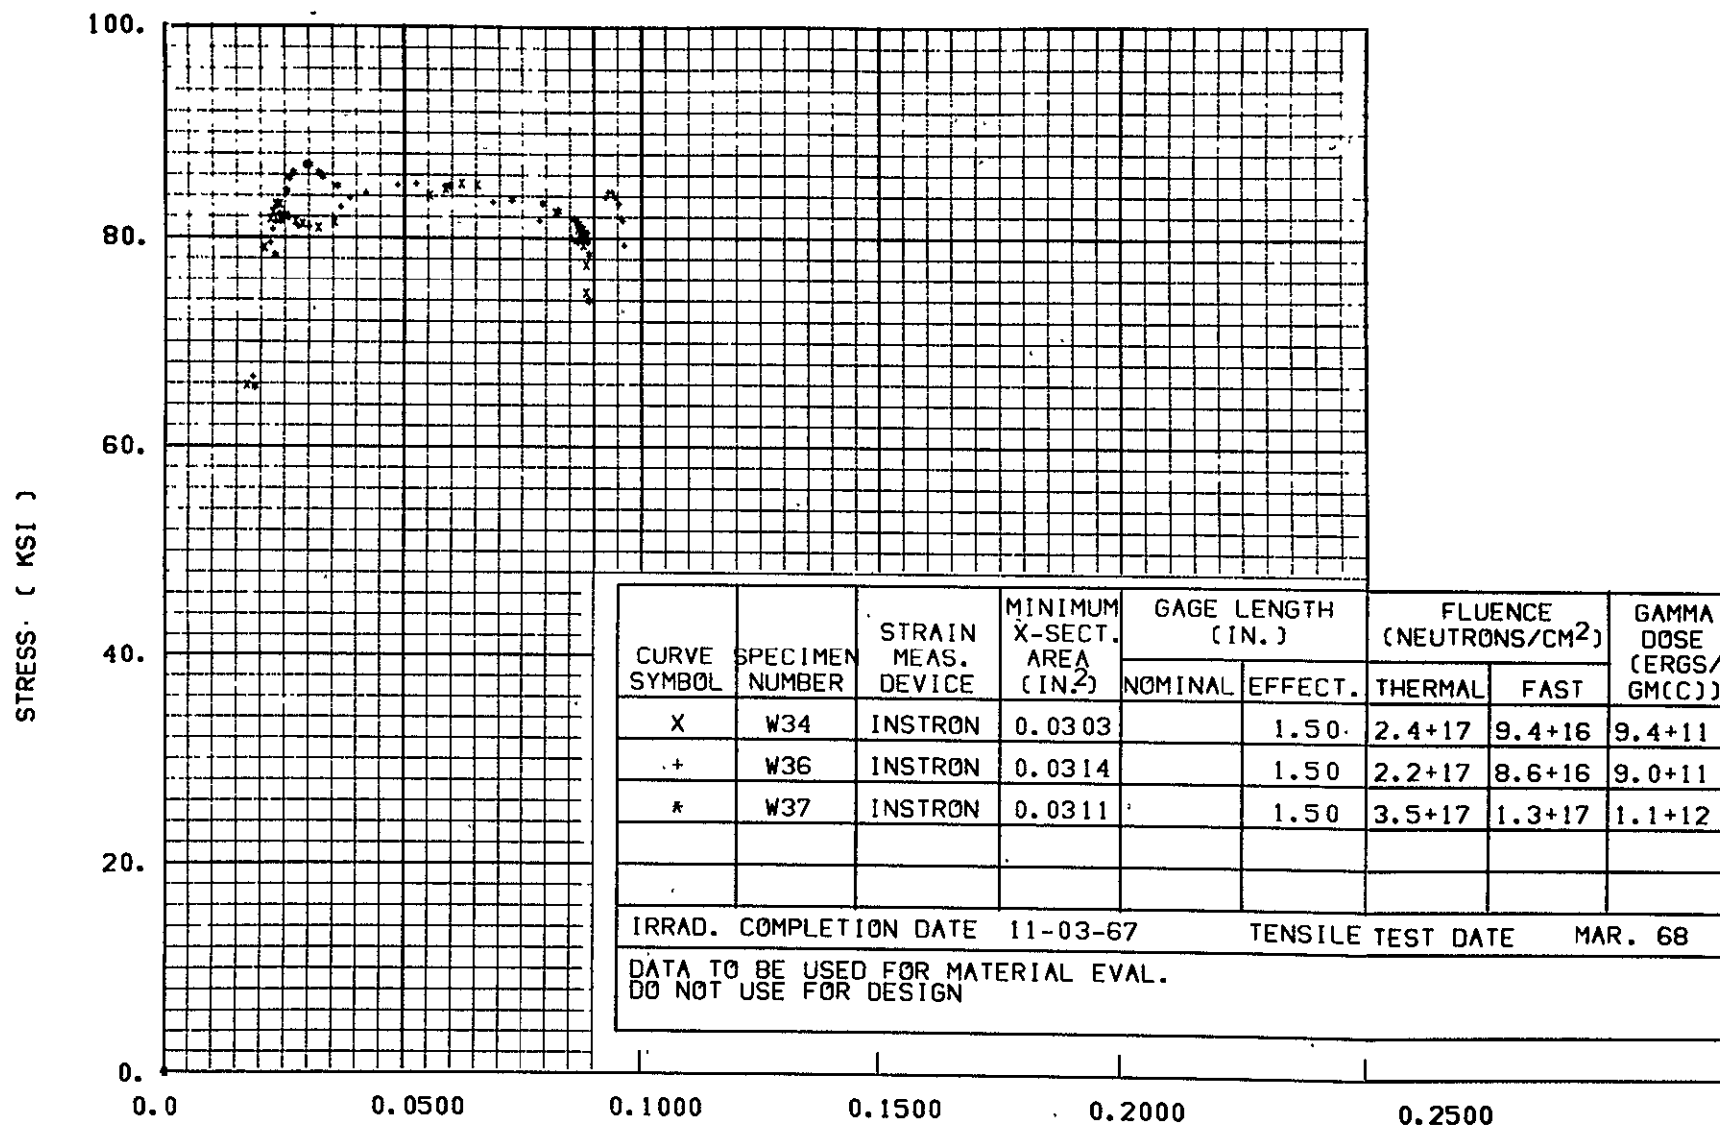 100.
80.
60.
40.
20.
0.
STRESS. ( KSI )
0.0 0.0500 0.1000 0.1500 0.2000 0.2500
CURVE SYMBOL SPECIMEN NUMBER STRAIN MEAS. DEVICE MINIMUM X-SECT. AREA (IN.2) GAGE LENGTH (IN.) FLUENCE (NEUTRONS/CM2) GAMMA DOSE (ERGS/ GM(C))
NOMINAL EFFECT. THERMAL FAST
X W34 INSTRON 0.0303 1.50 2.4+17 9.4+16 9.4+11
+ W36 INSTRON 0.0314 1.50 2.2+17 8.6+16 9.0+11
* W37 INSTRON 0.0311 1.50 3.5+17 1.3+17 1.1+12
IRRAD. COMPLETION DATE 11-03-67 TENSILE TEST DATE MAR. 68
DATA TO BE USED FOR MATERIAL EVAL.
DO NOT USE FOR DESIGN